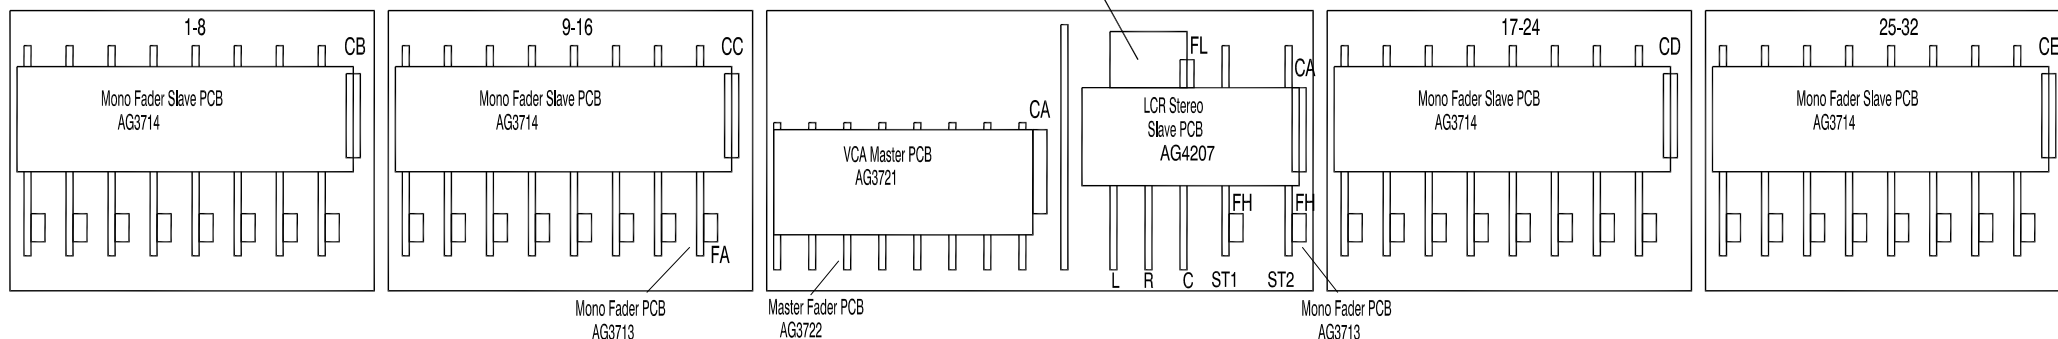 1-8
CB
Mono Fader Slave PCB
AG3714
9-16
CC
Mono Fader Slave PCB
AG3714
FA
Mono Fader PCB
AG3713
CA
VCA Master PCB
AG3721
Master Fader PCB
AG3722
FL
CA
LCR Stereo
Slave PCB
AG4207
FH
FH
L R C ST1 ST2
Mono Fader PCB
AG3713
17-24
CD
Mono Fader Slave PCB
AG3714
25-32
CE
Mono Fader Slave PCB
AG3714